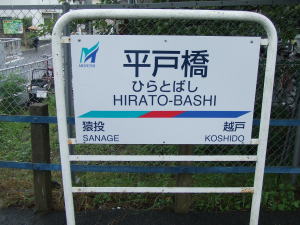 MEITETSU
平戸橋
ひらとばし
HIRATO-BASHI
猿投 越戸
SANAGE KOSHIDO